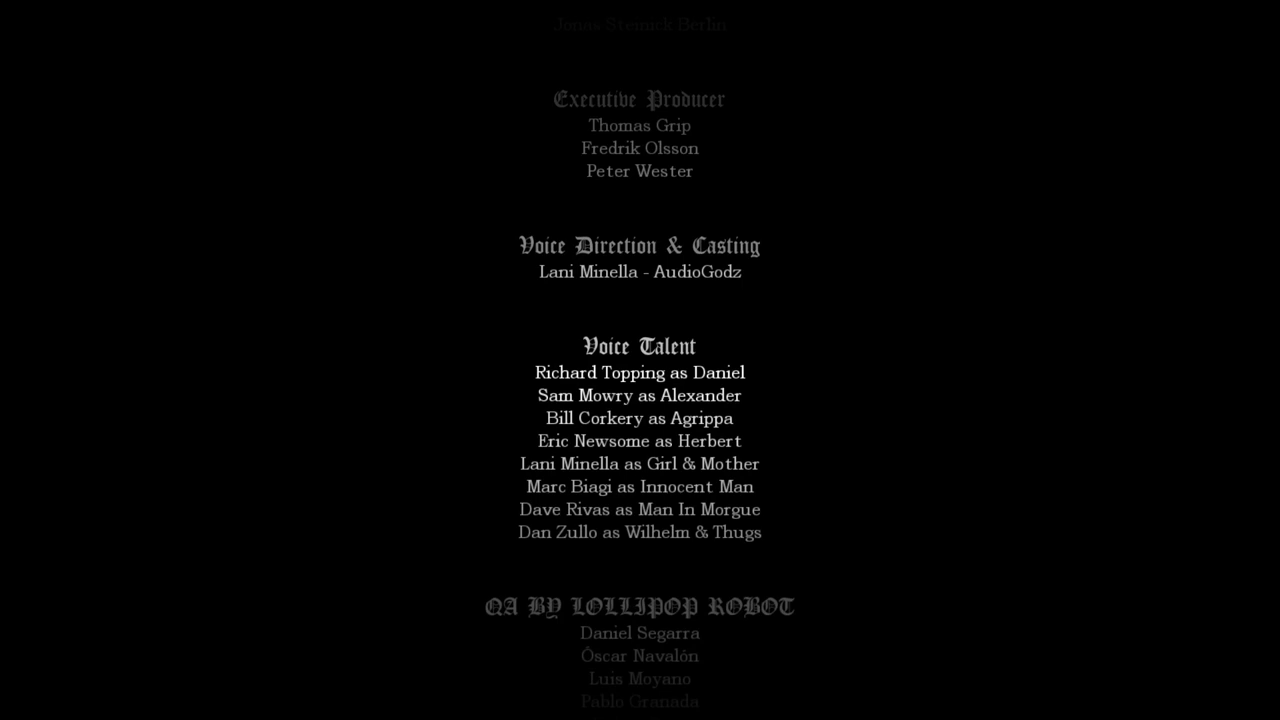 Jonas Steinick Berlin
Executive Producer
Thomas Grip
Fredrik Olsson
Peter Wester
Voice Direction & Casting
Lani Minella - AudioGodz
Voice Talent
Richard Topping as Daniel
Sam Mowry as Alexander
Bill Corkery as Agrippa
Eric Newsome as Herbert
Lani Minella as Girl & Mother
Marc Biagi as Innocent Man
Dave Rivas as Man In Morgue
Dan Zullo as Wilhelm & Thugs
QA BY LOLLIPOP ROBOT
Daniel Segarra
Òscar Navalón
Luis Moyano
Pablo Granada